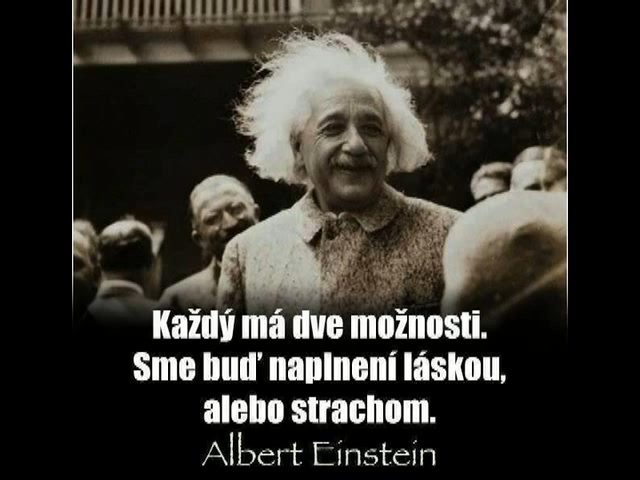 Každý má dve možnosti.
Sme buď naplnení láskou,
alebo strachom.
Albert Einstein